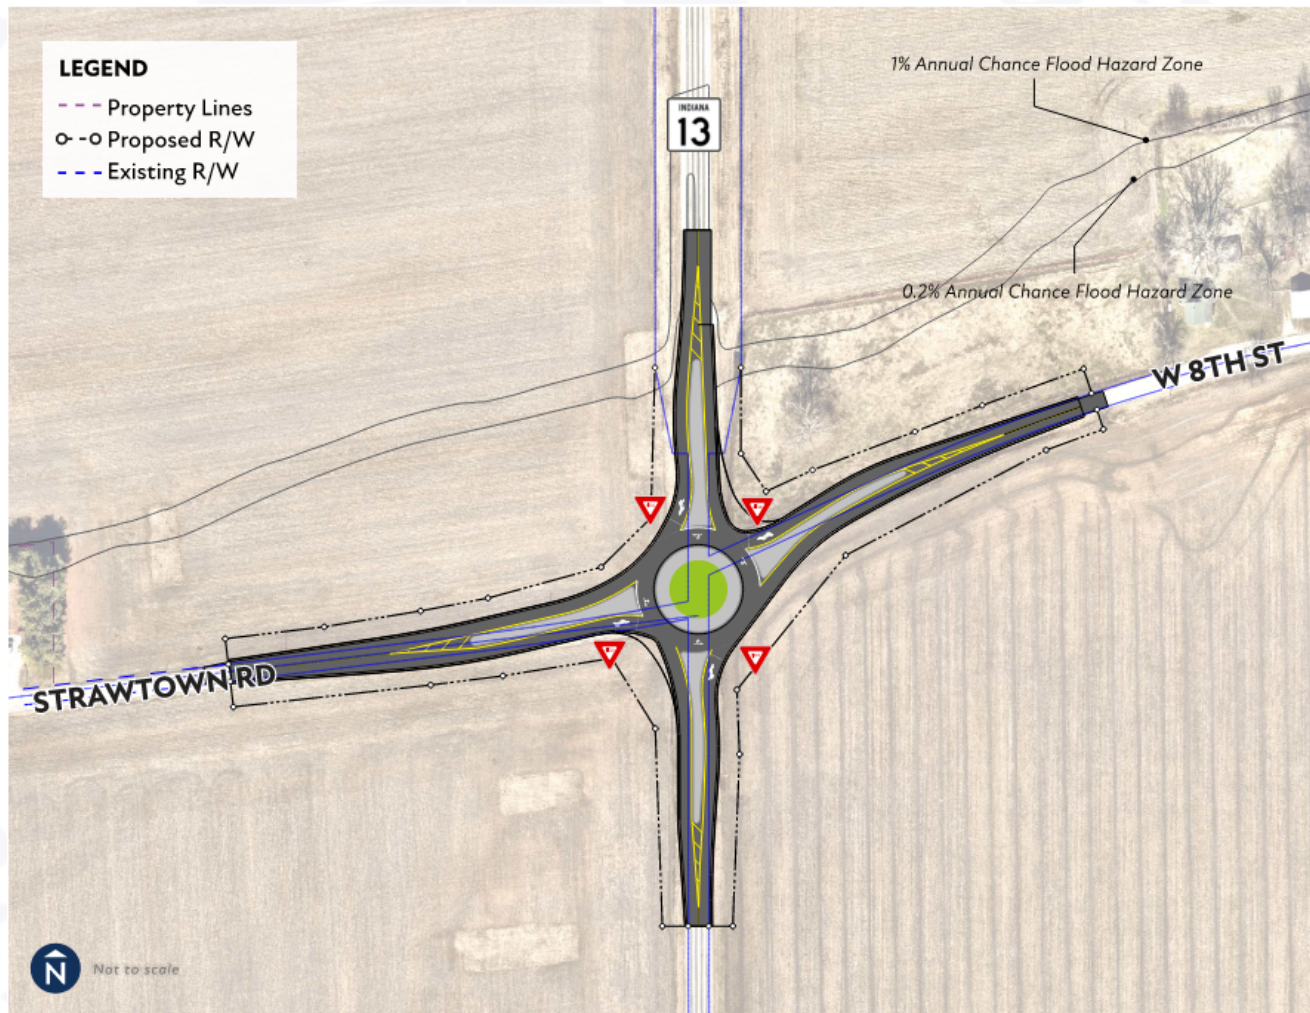 LEGEND
Property Lines
Proposed R/W
Existing R/W
INDIANA
13
1% Annual Chance Flood Hazard Zone
0.2% Annual Chance Flood Hazard Zone
W 8TH ST
STRAWTOWN RD
N
Not to scale